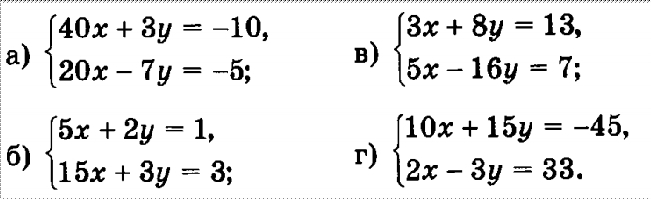 а) {40x + 3y = –10,
20x – 7y = –5;
б) {5x + 2y = 1,
15x + 3y = 3;
в) {3x + 8y = 13,
5x – 16y = 7;
г) {10x + 15y = –45,
2x – 3y = 33.